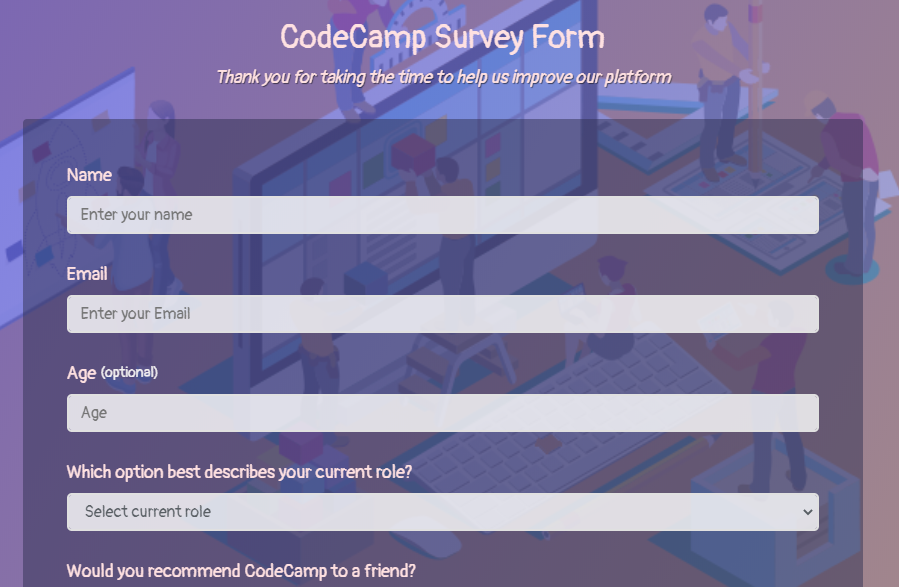 CodeCamp Survey Form
Thank you for taking the time to help us improve our platform
Name
Enter your name
Email
Enter your Email
Age (optional)
Age
Which option best describes your current role?
Select current role
Would you recommend CodeCamp to a friend?